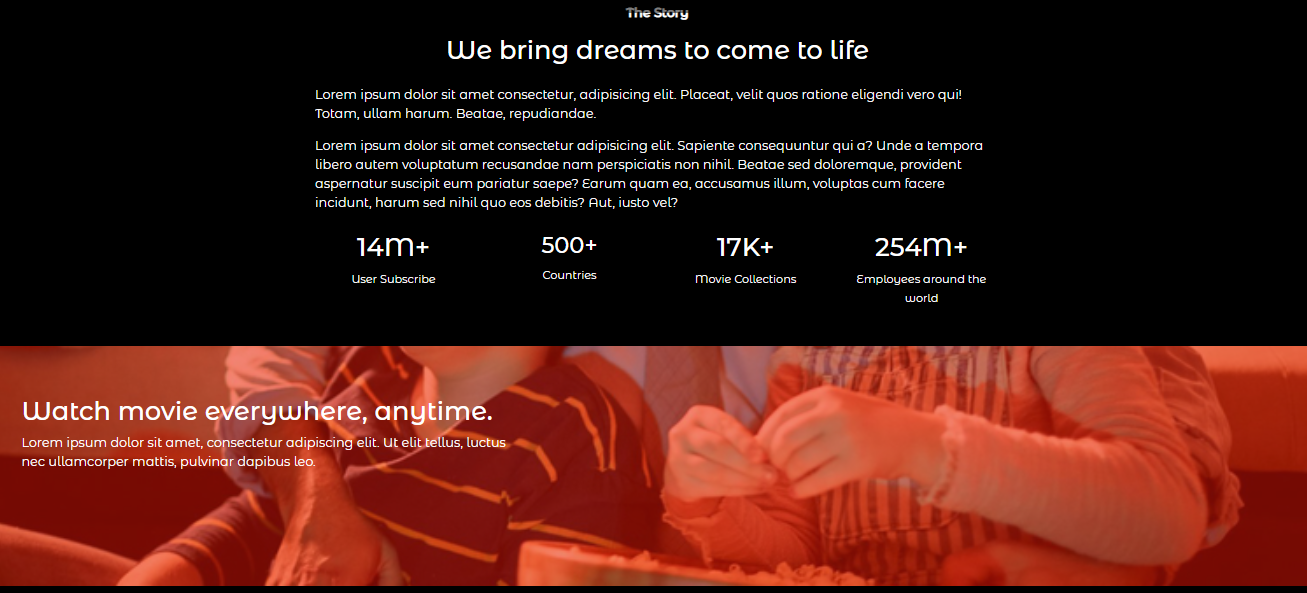 The Story
We bring dreams to come to life
Lorem ipsum dolor sit amet consectetur, adipisicing elit. Placeat, velit quos ratione eligendi vero qui!
Totam, ullam harum. Beatae, repudiandae.
Lorem ipsum dolor sit amet consectetur adipisicing elit. Sapiente consequuntur qui a? Unde a tempora
libero autem voluptatum recusandae nam perspiciatis non nihil. Beatae sed doloremque, provident
aspernatur suscipit eum pariatur saepe? Earum quam ea, accusamus illum, voluptas cum facere
incidunt, harum sed nihil quo eos debitis? Aut, iusto vel?
14M+
User Subscribe
500+
Countries
17K+
Movie Collections
254M+
Employees around the
world
Watch movie everywhere, anytime.
Lorem ipsum dolor sit amet, consectetur adipiscing elit. Ut elit tellus, luctus
nec ullamcorper mattis, pulvinar dapibus leo.